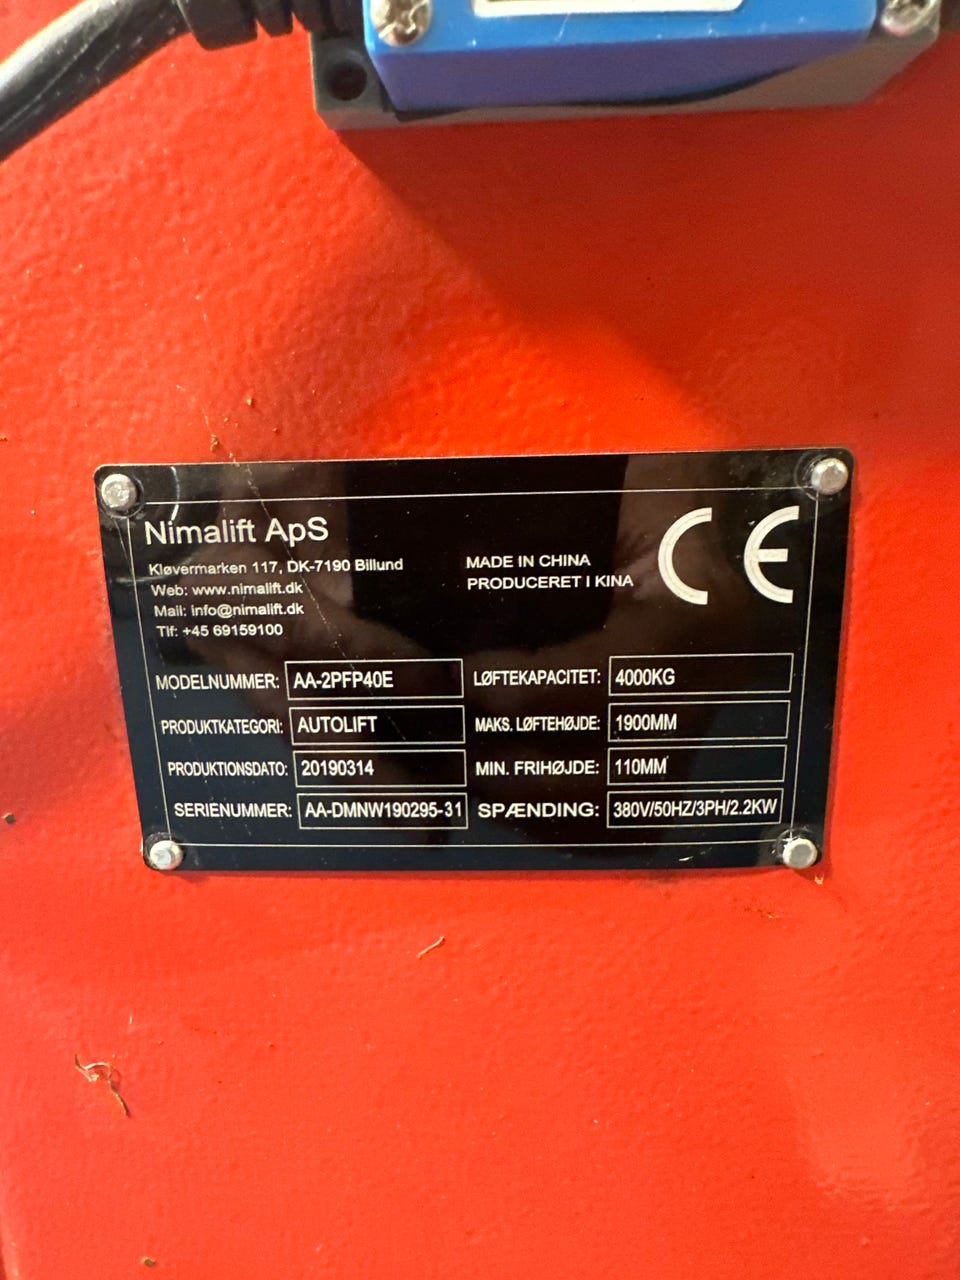 Nimalift ApS
Kløvermarken 117, DK-7190 Billund
Web: www.nimalift.dk
Mail: info@nimalift.dk
Tlf: +45 69159100
MADE IN CHINA
PRODUCERET I KINA
CE
MODELNUMMER: AA-2PFP40E LØFTEKAPACITET: 4000KG
PRODUKTKATEGORI: AUTOLIFT MAKS. LØFTEHØJDE: 1900MM
PRODUKTIONSDATO: 20190314 MIN. FRIHØJDE: 110MM
SERIENUMMER: AA-DMNW190295-31 SPÆNDING: 380V/50HZ/3PH/2.2KW